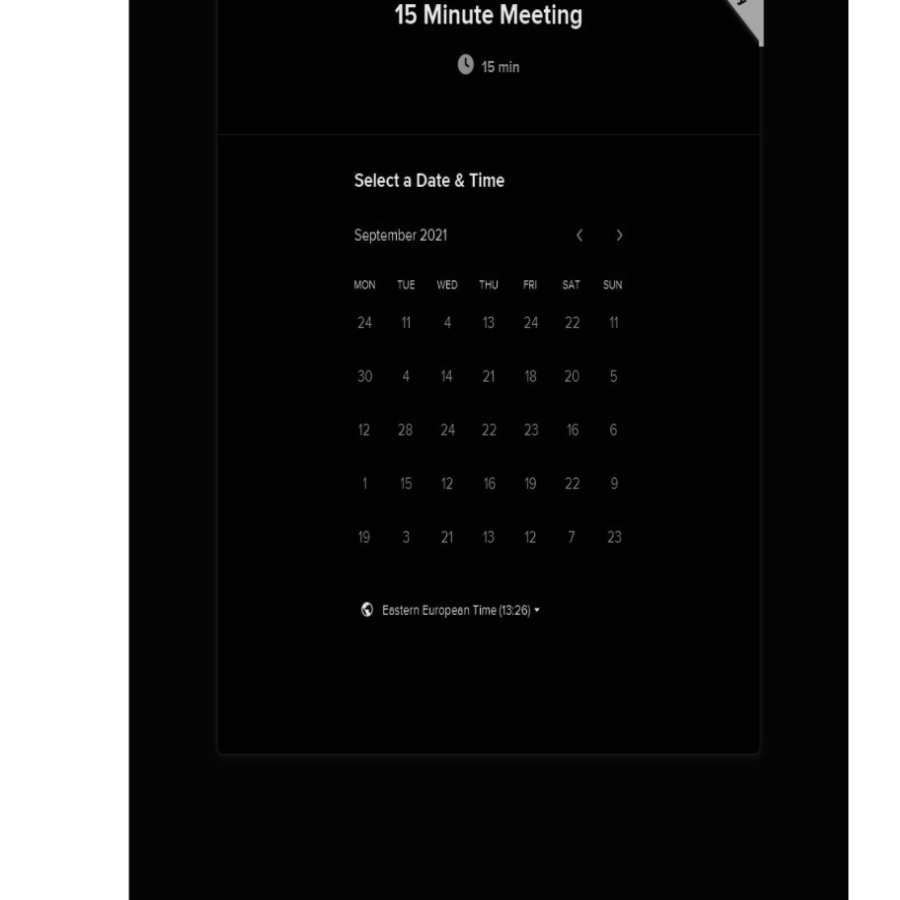 15 Minute Meeting
15 min
Select a Date & Time
September 2021
MON TUE WED THU FRI SAT SUN
24 11 4 13 24 22 11
30 4 14 21 18 20 5
12 28 24 22 23 16 6
1 15 12 16 19 22 9
19 3 21 13 12 7 23
Eastern European Time (13:26)